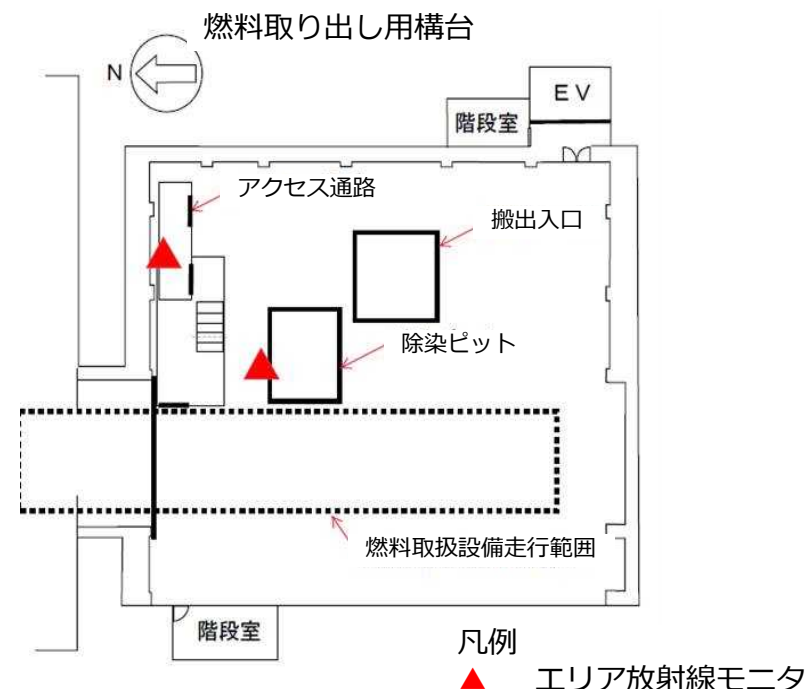 燃料取り出し用構台
N
EV
階段室
アクセス通路
搬出入口
除染ピット
燃料取扱設備走行範囲
階段室
凡例
エリア放射線モニタ